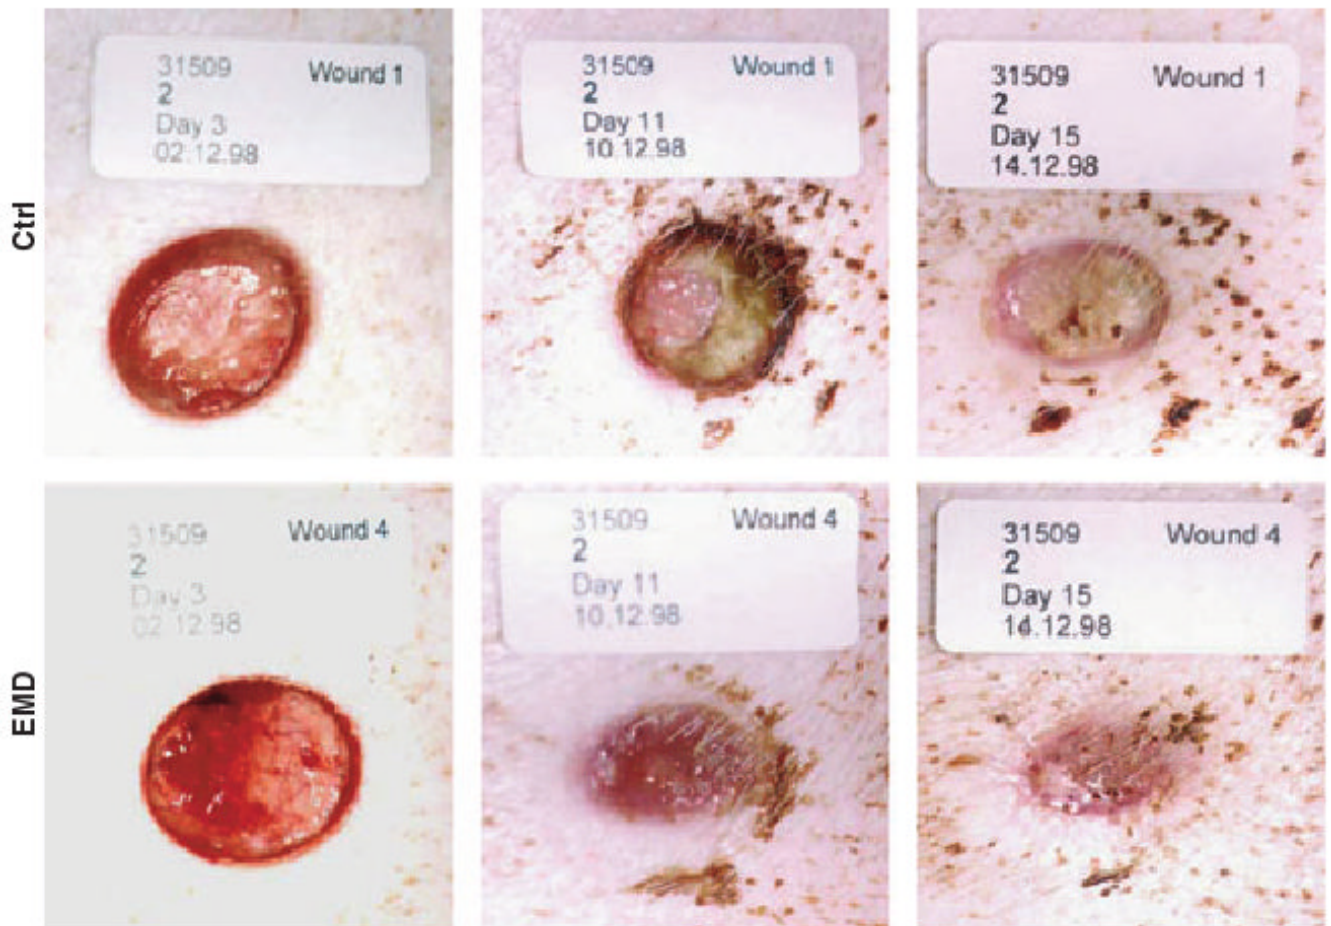 Ctrl
31509 Wound 1
2
Day 3
02.12.98
31509 Wound 1
2
Day 11
10.12.98
31509 Wound 1
2
Day 15
14.12.98
EMD
31509 Wound 4
2
Day 3
02.12.98
31509 Wound 4
2
Day 11
10.12.98
31509 Wound 4
2
Day 15
14.12.98